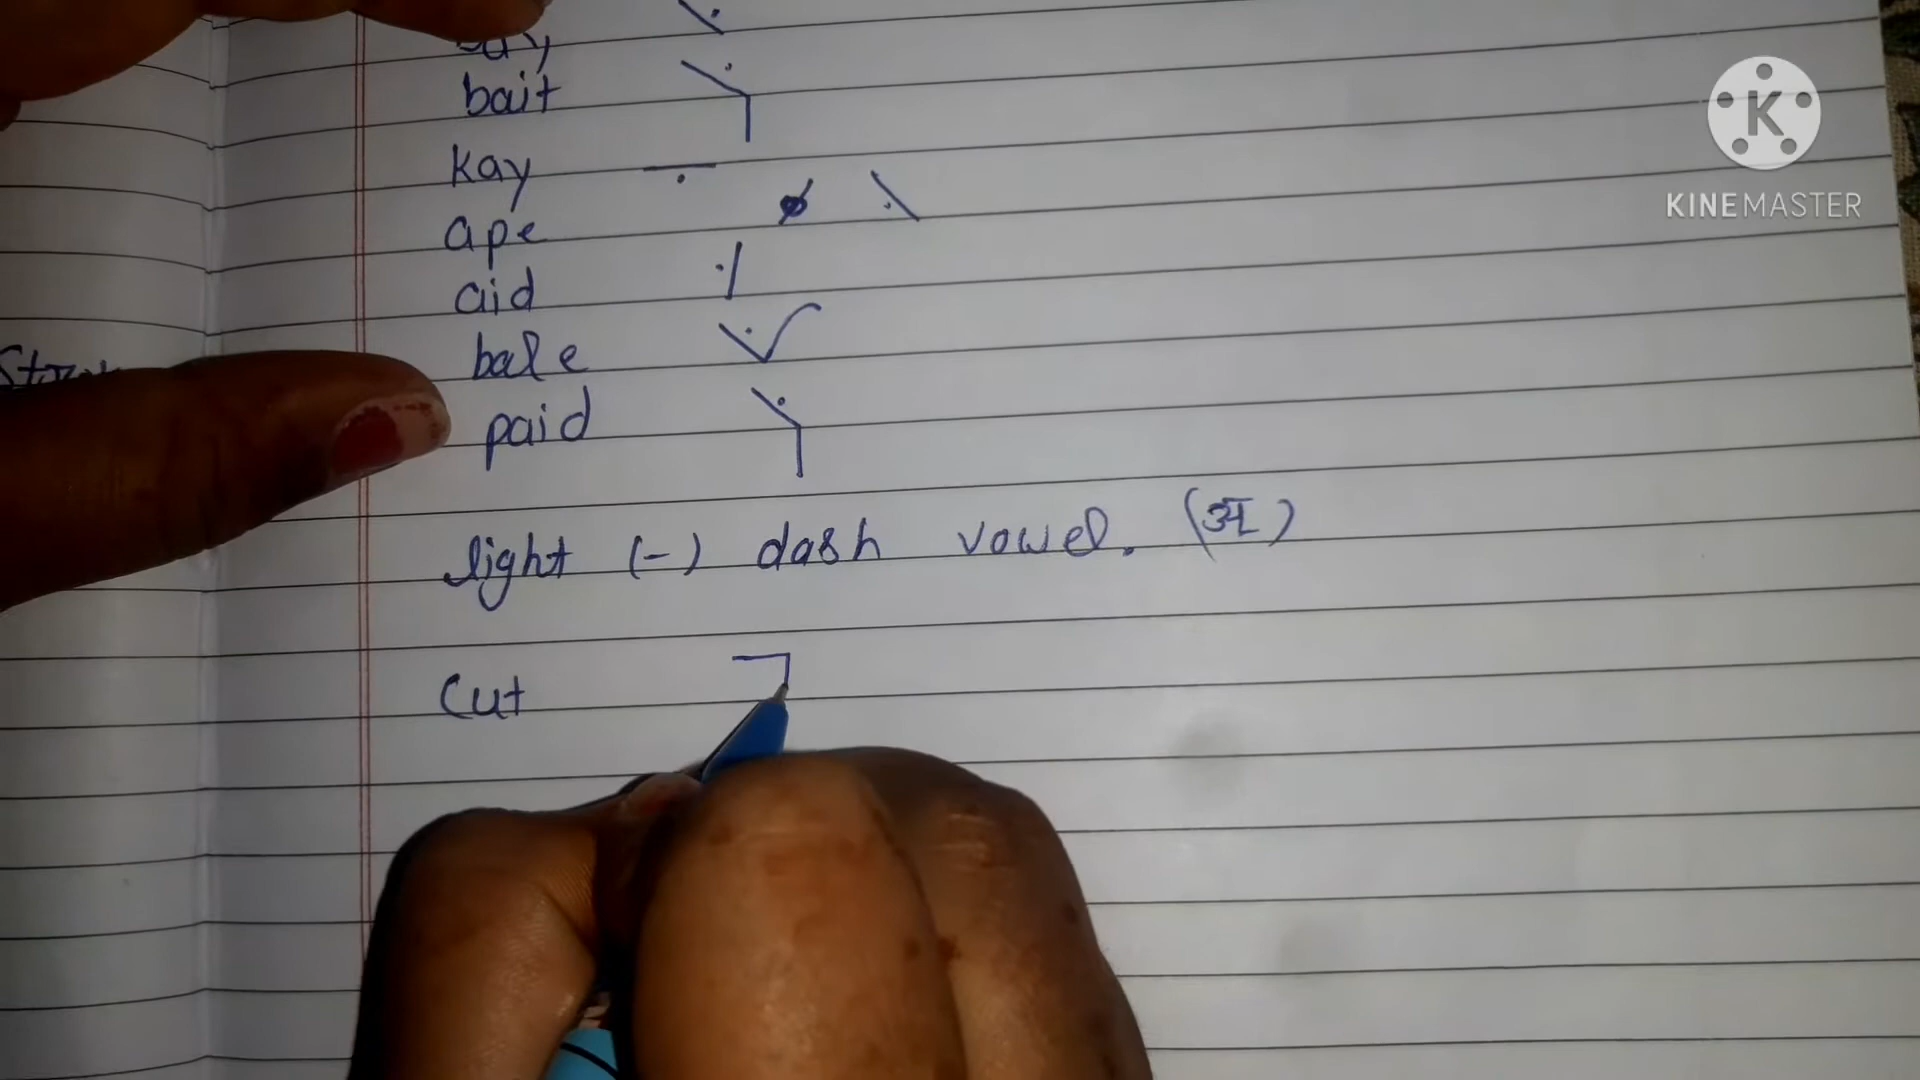 bait
Kay
ape
aid
bale
paid
light (-) dash vowel. (अ)
Cut
K
KINEMASTER